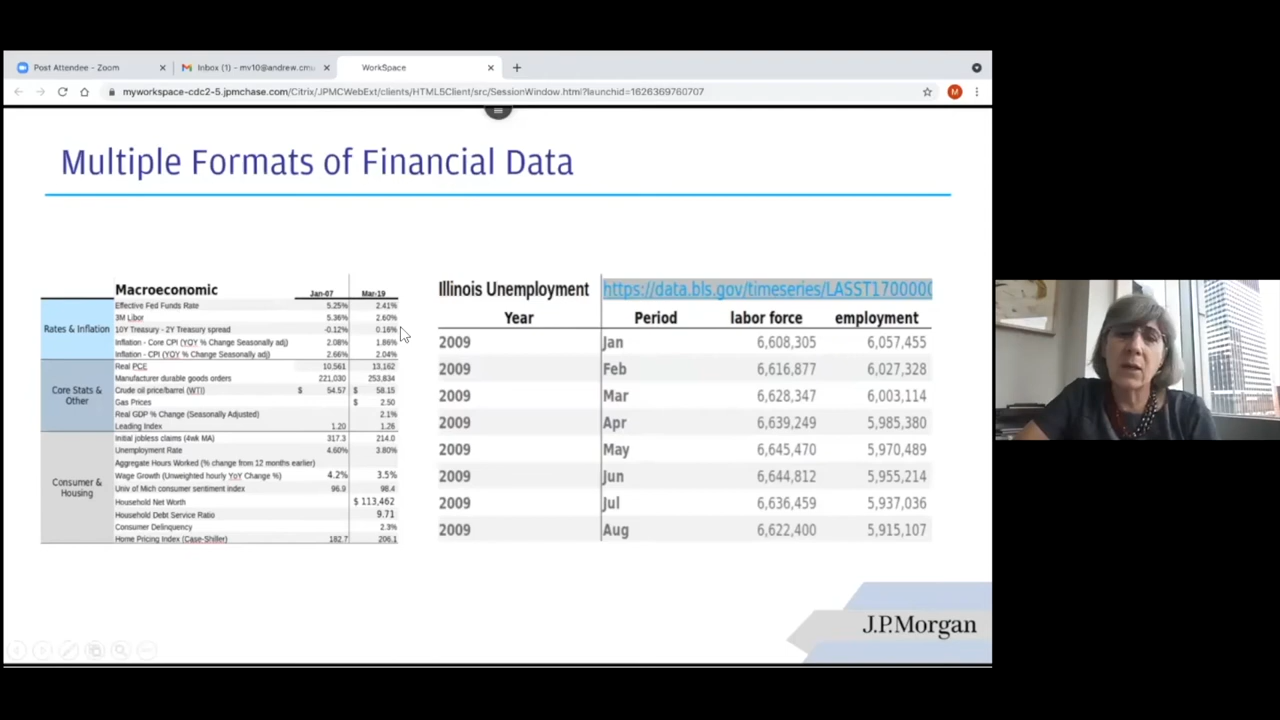 Post Attendee - Zoom
Inbox (1) - mv10@andrew.cmu
WorkSpace
myworkspace-cdc2-5.jpmchase.com/Citrix/JPMCWebExt/clients/HTML5Client/src/SessionWindow.html?launchid=1626369760707
M
Multiple Formats of Financial Data
Macroeconomic Jan-07 Mar-19
Rates & Inflation
Effective Fed Funds Rate 5.25% 2.41%
3M Libor 5.36% 2.60%
10Y Treasury - 2Y Treasury spread -0.12% 0.16%
Inflation - Core CPI (YOY % Change Seasonally adj) 2.08% 1.86%
Inflation - CPI (YOY % Change Seasonally adj) 2.66% 2.04%
Core Stats & Other
Real PCE 10,561 13,162
Manufacturer durable goods orders 221,030 253,834
Crude oil price/barrel (WTI) $ 54.57 $ 58.15
Gas Prices $ 2.50
Real GDP % Change (Seasonally Adjusted) 2.1%
Leading Index 1.20 1.26
Consumer & Housing
Initial jobless claims (4wk MA) 317.3 214.0
Unemployment Rate 4.60% 3.80%
Aggregate Hours Worked (% change from 12 months earlier)
Wage Growth (Unweighted hourly YoY Change %) 4.2% 3.5%
Univ of Mich consumer sentiment index 96.9 98.4
Household Net Worth $ 113,462
Household Debt Service Ratio 9.71
Consumer Delinquency 2.3%
Home Pricing Index (Case-Shiller) 182.7 206.1
Illinois Unemployment https://data.bls.gov/timeseries/LASST1700000
Year Period labor force employment
2009 Jan 6,608,305 6,057,455
2009 Feb 6,616,877 6,027,328
2009 Mar 6,628,347 6,003,114
2009 Apr 6,639,249 5,985,380
2009 May 6,645,470 5,970,489
2009 Jun 6,644,812 5,955,214
2009 Jul 6,636,459 5,937,036
2009 Aug 6,622,400 5,915,107
J.P.Morgan